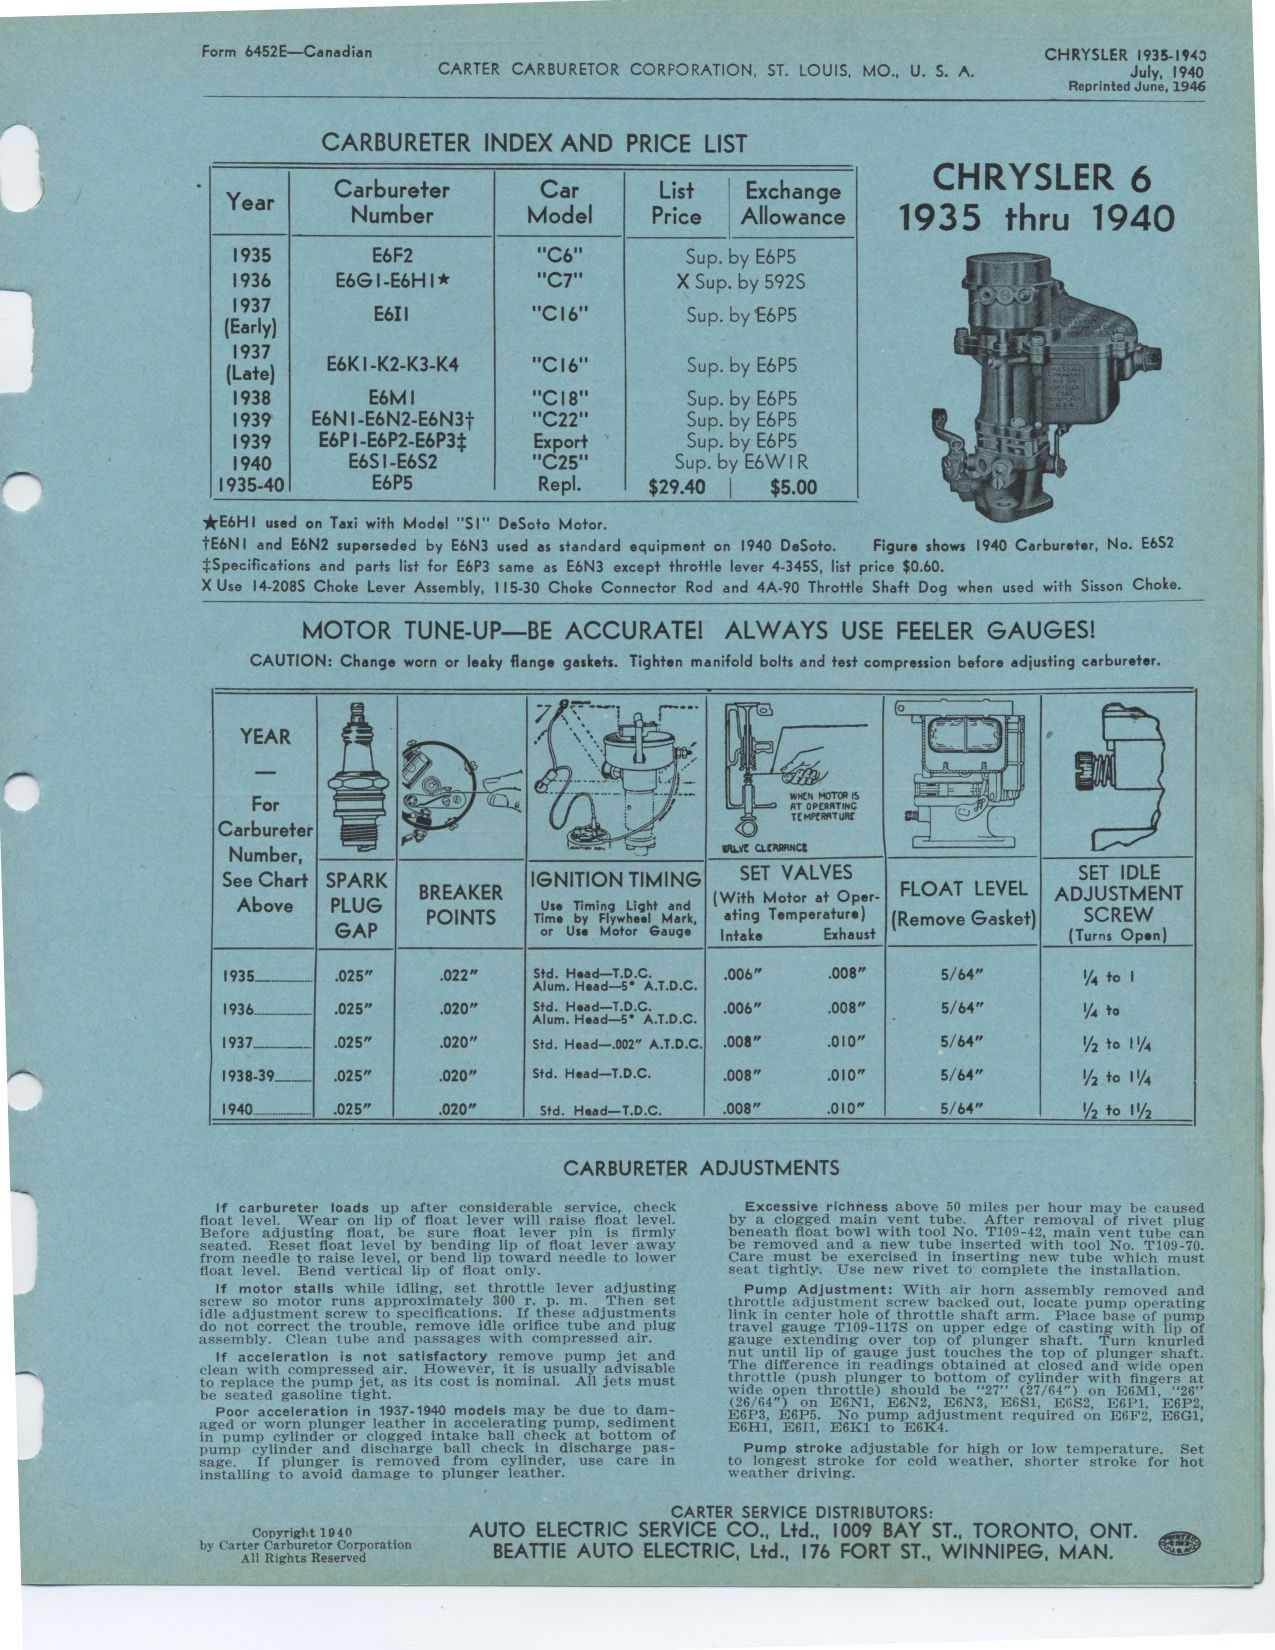 Form 6452E—Canadian
CARTER CARBURETOR CORPORATION, ST. LOUIS, MO., U. S. A.
CHRYSLER 1935-1940
July, 1940
Reprinted June, 1946
CARBURETER INDEX AND PRICE LIST
Year Carbureter Number Car Model List Price Exchange Allowance
1935 E6F2 "C6" Sup. by E6P5
1936 E6G1-E6H1★ "C7" X Sup. by 592S
1937 (Early) E6I1 "C16" Sup. by E6P5
1937 (Late) E6K1-K2-K3-K4 "C16" Sup. by E6P5
1938 E6M1 "C18" Sup. by E6P5
1939 E6N1-E6N2-E6N3† "C22" Sup. by E6P5
1939 E6P1-E6P2-E6P3‡ Export Sup. by E6P5
1940 E6S1-E6S2 "C25" Sup. by E6W1R
1935-40 E6P5 Repl. $29.40 $5.00
CHRYSLER 6
1935 thru 1940
★E6H1 used on Taxi with Model "S1" DeSoto Motor.
†E6N1 and E6N2 superseded by E6N3 used as standard equipment on 1940 DeSoto. Figure shows 1940 Carbureter, No. E6S2
‡Specifications and parts list for E6P3 same as E6N3 except throttle lever 4-345S, list price $0.60.
X Use 14-208S Choke Lever Assembly, 115-30 Choke Connector Rod and 4A-90 Throttle Shaft Dog when used with Sisson Choke.
MOTOR TUNE-UP—BE ACCURATE! ALWAYS USE FEELER GAUGES!
CAUTION: Change worn or leaky flange gaskets. Tighten manifold bolts and test compression before adjusting carbureter.
YEAR
—
For
Carbureter
Number,
See Chart
Above
SPARK
PLUG
GAP
BREAKER
POINTS
IGNITION TIMING
Use Timing Light and
Time by Flywheel Mark,
or Use Motor Gauge
WHEN MOTOR IS
AT OPERATING
TEMPERATURE
VALVE CLEARANCE
SET VALVES
(With Motor at Oper-
ating Temperature)
Intake Exhaust
FLOAT LEVEL
(Remove Gasket)
SET IDLE
ADJUSTMENT
SCREW
(Turns Open)
1935 .025" .022" Std. Head—T.D.C. .006" .008" 5/64" 1/4 to 1
Alum. Head—5° A.T.D.C.
1936 .025" .020" Std. Head—T.D.C. .006" .008" 5/64" 1/4 to
Alum. Head—5° A.T.D.C.
1937 .025" .020" Std. Head—.002" A.T.D.C. .008" .010" 5/64" 1/2 to 1 1/4
1938-39 .025" .020" Std. Head—T.D.C. .008" .010" 5/64" 1/2 to 1 1/4
1940 .025" .020" Std. Head—T.D.C. .008" .010" 5/64" 1/2 to 1 1/2
CARBURETER ADJUSTMENTS
If carbureter loads up after considerable service, check
float level. Wear on lip of float lever will raise float level.
Before adjusting float, be sure float lever pin is firmly
seated. Reset float level by bending lip of float lever away
from needle to raise level, or bend lip toward needle to lower
float level. Bend vertical lip of float only.
If motor stalls while idling, set throttle lever adjusting
screw so motor runs approximately 300 r. p. m. Then set
idle adjustment screw to specifications. If these adjustments
do not correct the trouble, remove idle orifice tube and plug
assembly. Clean tube and passages with compressed air.
If acceleration is not satisfactory remove pump jet and
clean with compressed air. However, it is usually advisable
to replace the pump jet, as its cost is nominal. All jets must
be seated gasoline tight.
Poor acceleration in 1937-1940 models may be due to dam-
aged or worn plunger leather in accelerating pump, sediment
in pump cylinder or clogged intake ball check at bottom of
pump cylinder and discharge ball check in discharge pas-
sage. If plunger is removed from cylinder, use care in
installing to avoid damage to plunger leather.
Excessive richness above 50 miles per hour may be caused
by a clogged main vent tube. After removal of rivet plug
beneath float bowl with tool No. T109-42, main vent tube can
be removed and a new tube inserted with tool No. T109-70.
Care must be exercised in inserting new tube which must
seat tightly. Use new rivet to complete the installation.
Pump Adjustment: With air horn assembly removed and
throttle adjustment screw backed out, locate pump operating
link in center hole of throttle shaft arm. Place base of pump
travel gauge T109-117S on upper edge of casting with lip of
gauge extending over top of plunger shaft. Turn knurled
nut until lip of gauge just touches the top of plunger shaft.
The difference in readings obtained at closed and wide open
throttle (push plunger to bottom of cylinder with fingers at
wide open throttle) should be "27" (27/64") on E6M1, "26"
(26/64") on E6N1, E6N2, E6N3, E6S1, E6S2, E6P1, E6P2,
E6P3, E6P5. No pump adjustment required on E6F2, E6G1,
E6H1, E6I1, E6K1 to E6K4.
Pump stroke adjustable for high or low temperature. Set
to longest stroke for cold weather, shorter stroke for hot
weather driving.
Copyright 1940
by Carter Carburetor Corporation
All Rights Reserved
CARTER SERVICE DISTRIBUTORS:
AUTO ELECTRIC SERVICE CO., Ltd., 1009 BAY ST., TORONTO, ONT.
BEATTIE AUTO ELECTRIC, Ltd., 176 FORT ST., WINNIPEG, MAN.